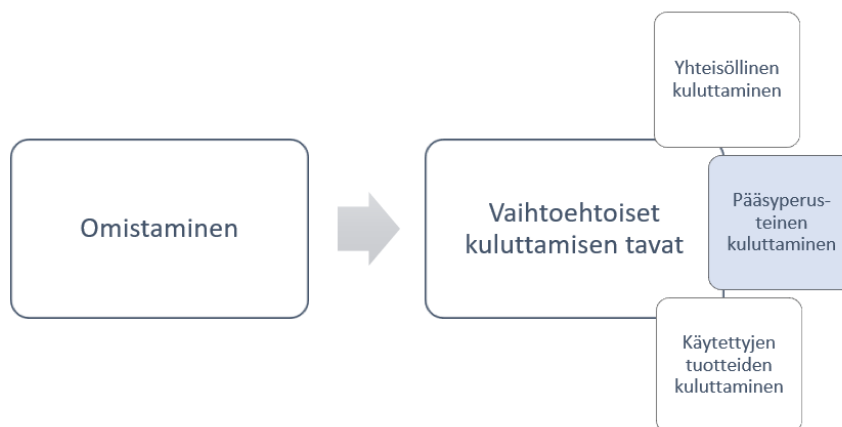 Omistaminen
Vaihtoehtoiset
kuluttamisen tavat
Yhteisöllinen
kuluttaminen
Pääsyperus-
teinen
kuluttaminen
Käytettyjen
tuotteiden
kuluttaminen